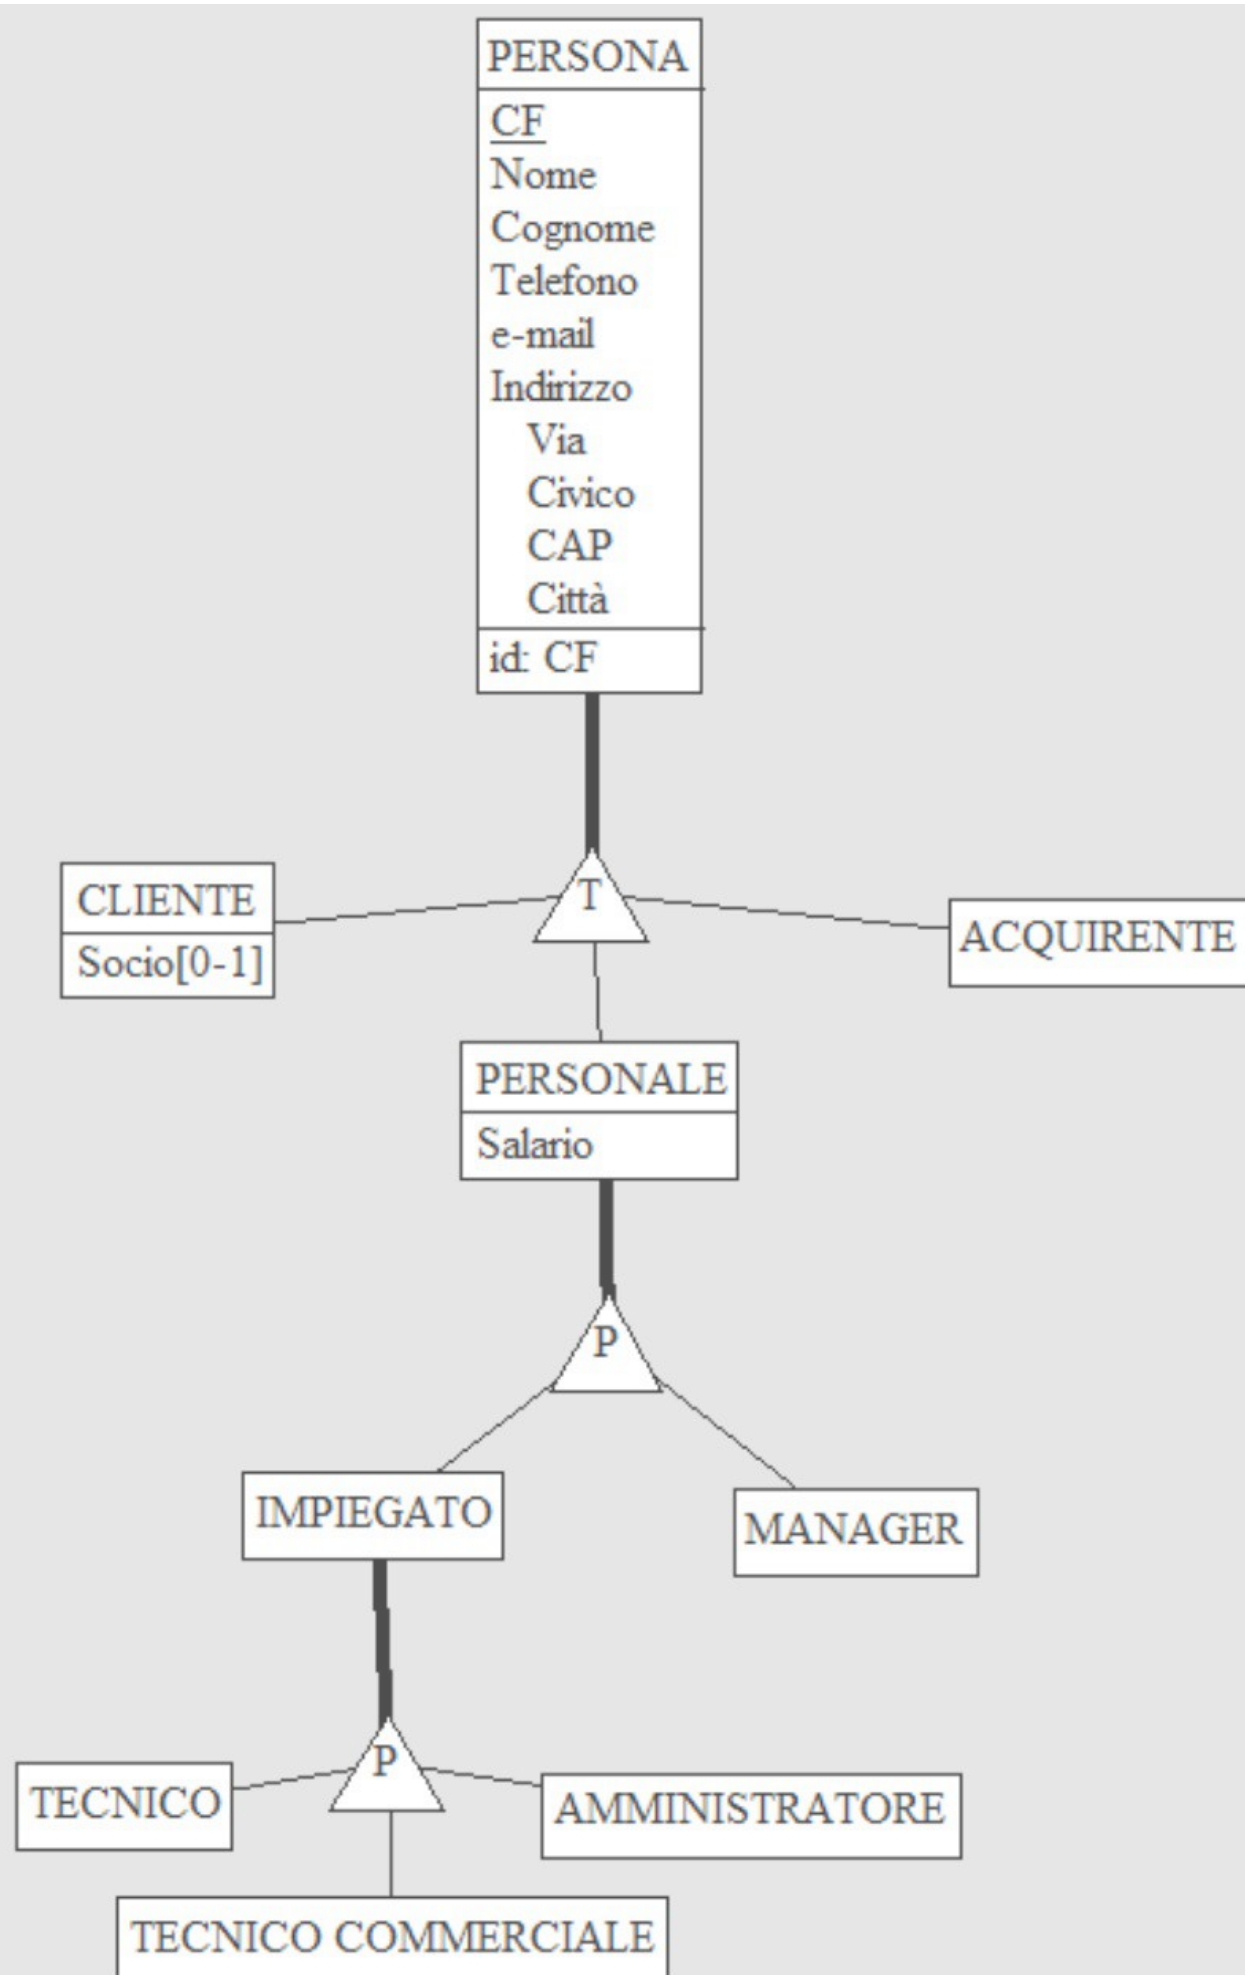 PERSONA
CF
Nome
Cognome
Telefono
e-mail
Indirizzo
Via
Civico
CAP
Città
id: CF
T
CLIENTE
Socio[0-1]
ACQUIRENTE
PERSONALE
Salario
P
IMPIEGATO
MANAGER
P
TECNICO
AMMINISTRATORE
TECNICO COMMERCIALE